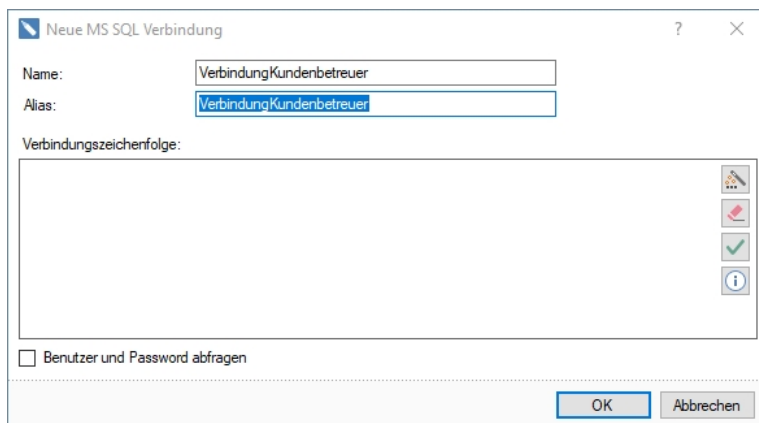 Neue MS SQL Verbindung ?
Name: VerbindungKundenbetreuer
Alias: VerbindungKundenbetreuer
Verbindungszeichenfolge:
Benutzer und Password abfragen
OK Abbrechen